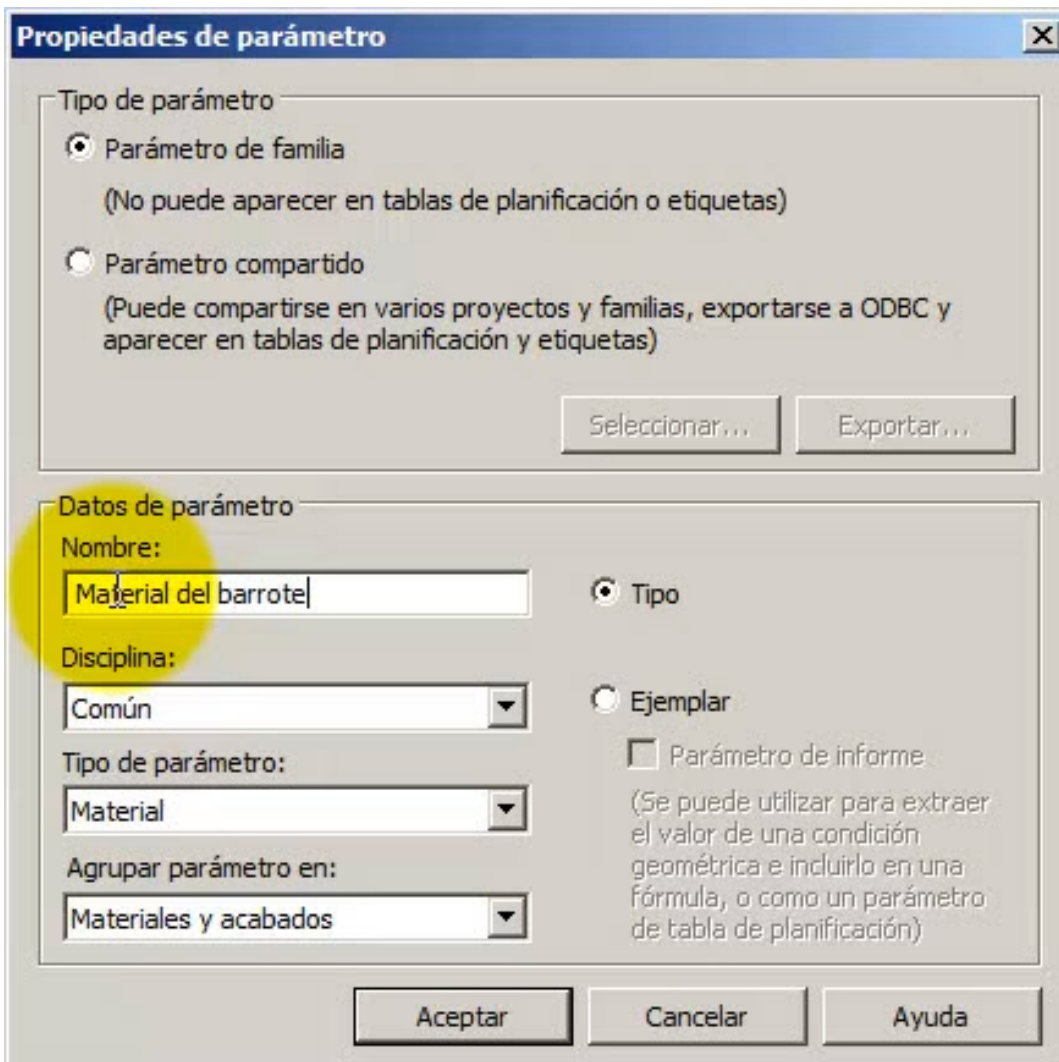 Propiedades de parámetro
Tipo de parámetro
Parámetro de familia
(No puede aparecer en tablas de planificación o etiquetas)
Parámetro compartido
(Puede compartirse en varios proyectos y familias, exportarse a ODBC y
aparecer en tablas de planificación y etiquetas)
Seleccionar... Exportar...
Datos de parámetro
Nombre:
Material del barrote
Tipo
Disciplina:
Común
Ejemplar
Tipo de parámetro:
Material
Parámetro de informe
(Se puede utilizar para extraer
el valor de una condición
geométrica e incluirlo en una
fórmula, o como un parámetro
de tabla de planificación)
Agrupar parámetro en:
Materiales y acabados
Aceptar Cancelar Ayuda